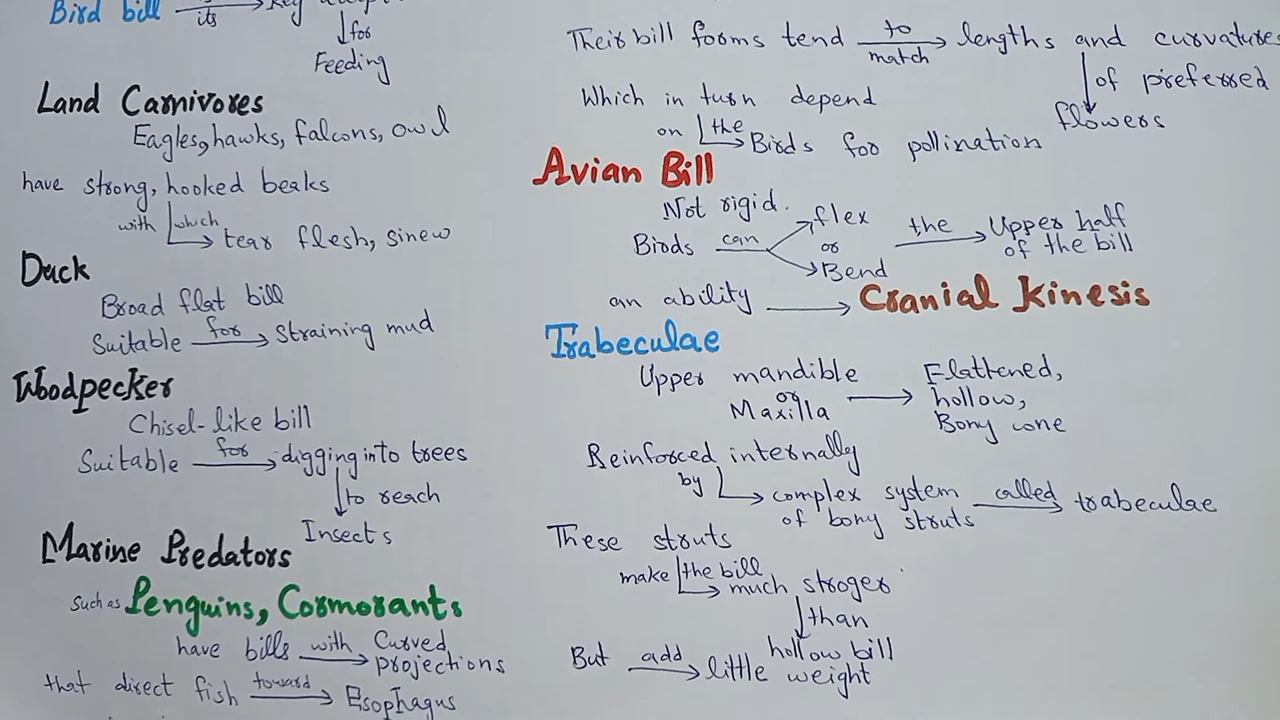 Bird bill its key
for
Feeding
Land Carnivores
Eagles, hawks, falcons, owl
have strong, hooked beaks
with which
tear flesh, sinew
Duck
Broad flat bill
Suitable for straining mud
Woodpecker
Chisel-like bill
Suitable for digging into trees
to reach
Insects
Marine Predators
such as Penguins, Cormorants
have bills with Curved
projections
that direct fish toward Esophagus
Their bill forms tend to match lengths and curvatures
of preferred
flowers
Which in turn depend
on the Birds for pollination
Avian Bill
Not rigid.
Birds can flex or Bend the Upper half
of the bill
an ability Cranial Kinesis
Trabeculae
Upper mandible or Maxilla
Flattened,
hollow,
Bony cone
Reinforced internally
by complex system
of bony struts called trabeculae
These struts
make the bill
much stroger
than
hollow bill
But add little weight